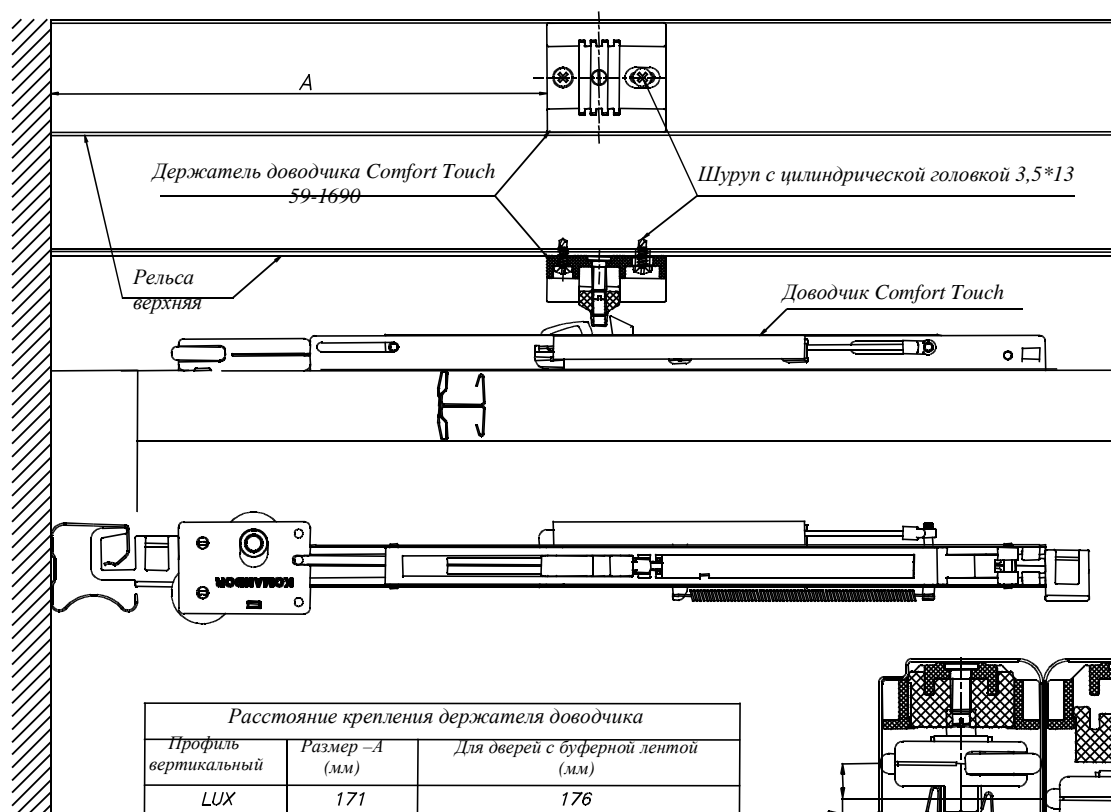 A
Держатель доводчика Comfort Touch
59-1690
Шуруп с цилиндрической головкой 3,5*13
Рельса
верхняя
Доводчик Comfort Touch
KOMANDOR
Расстояние крепления держателя доводчика
Профиль
вертикальный
Размер –А
(мм)
Для дверей с буферной лентой
(мм)
LUX
171
176